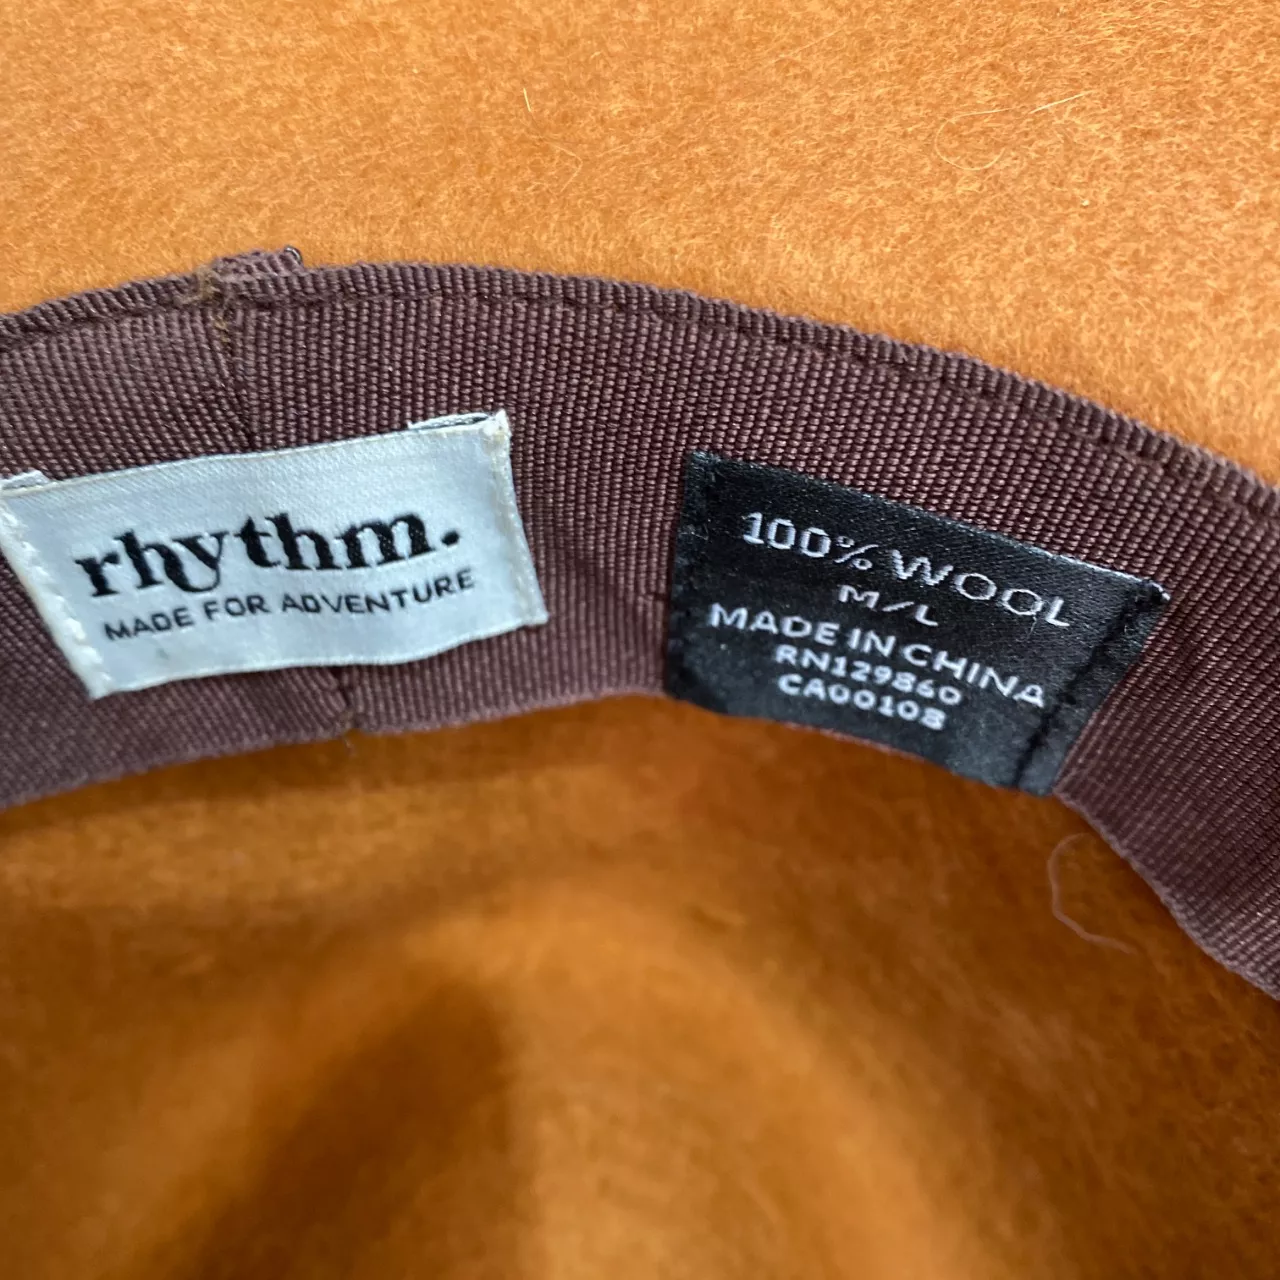 rhythm.
MADE FOR ADVENTURE
100% WOOL
M/L
MADE IN CHINA
RN129860
CA00108